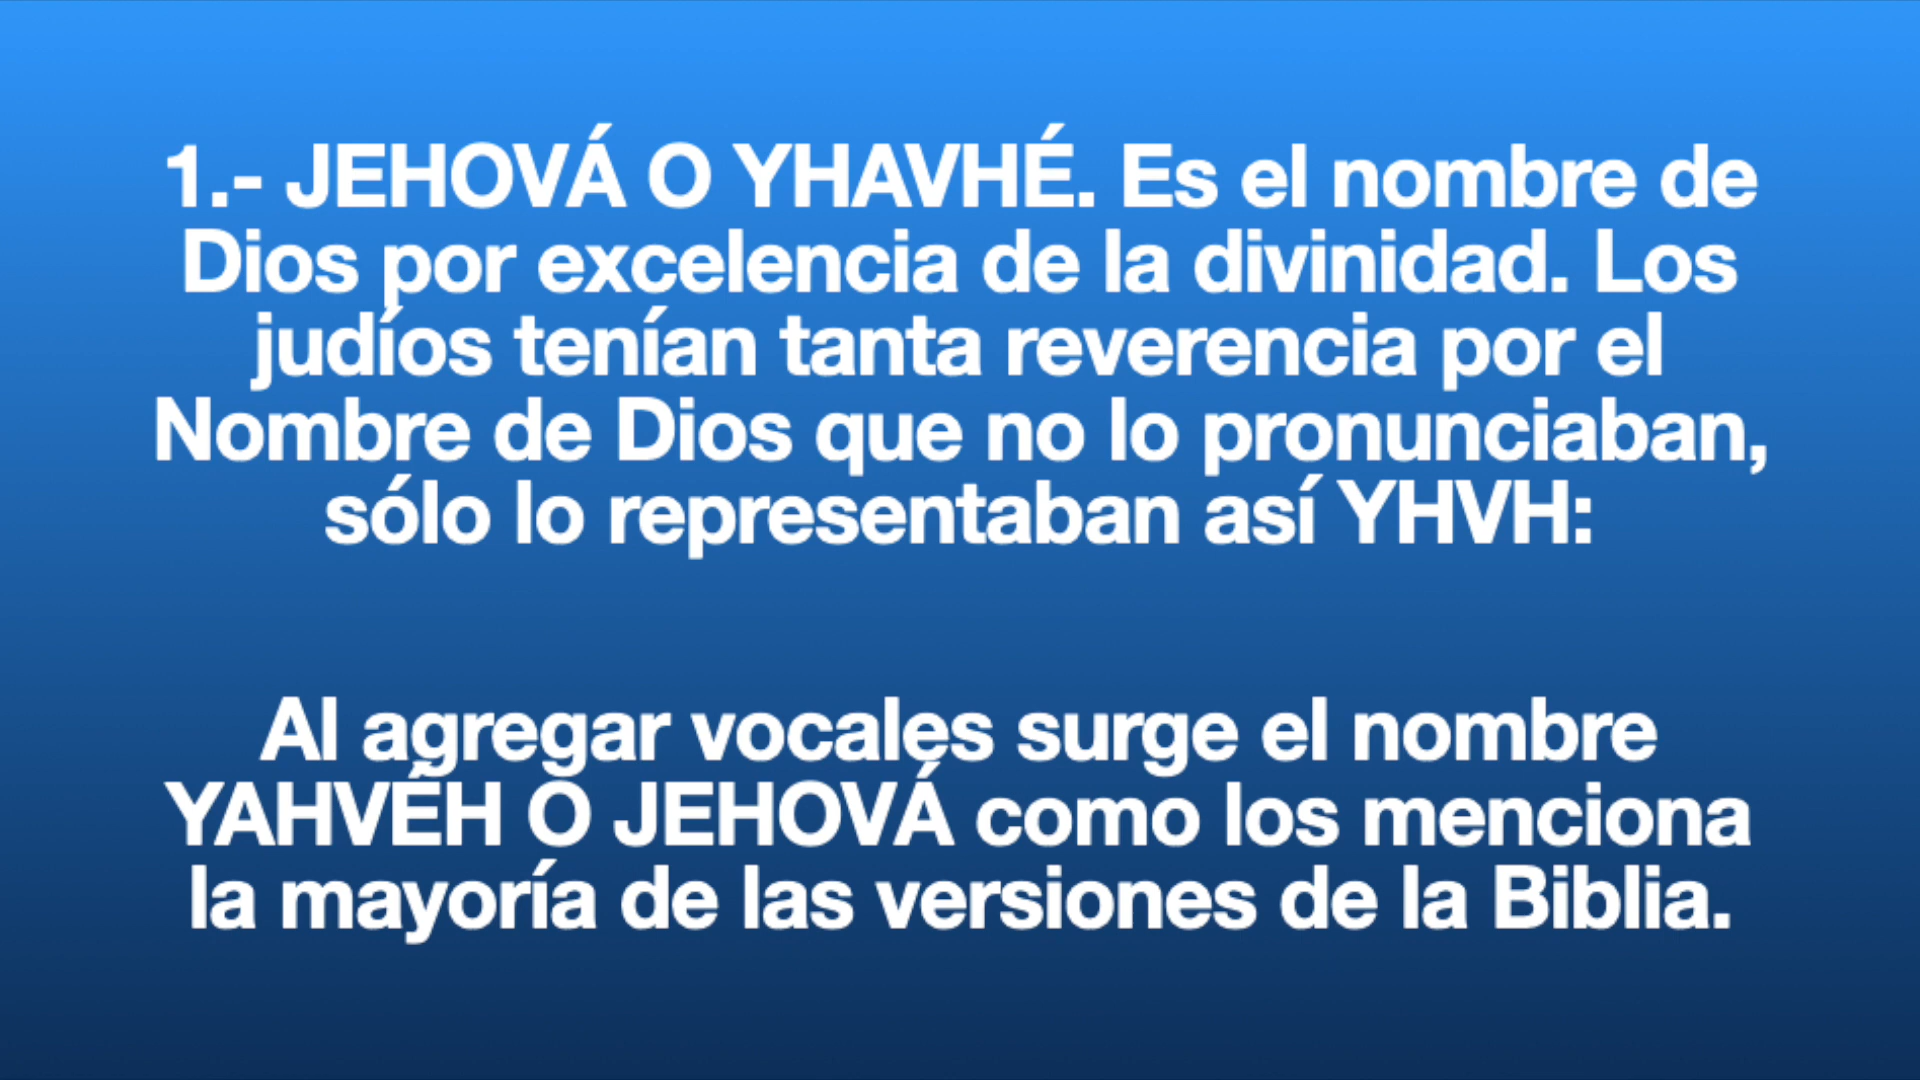 1.- JEHOVÁ O YHAVHÉ. Es el nombre de
Dios por excelencia de la divinidad. Los
judíos tenían tanta reverencia por el
Nombre de Dios que no lo pronunciaban,
sólo lo representaban así YHVH:
Al agregar vocales surge el nombre
YAHVÉH O JEHOVÁ como los menciona
la mayoría de las versiones de la Biblia.